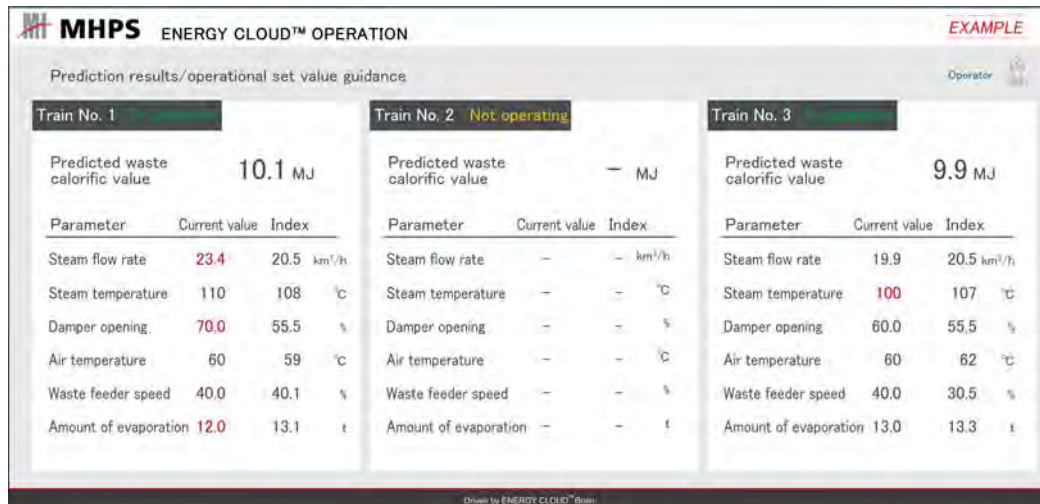 MHPS ENERGY CLOUD™ OPERATION
EXAMPLE
Prediction results/operational set value guidance
Operator
Train No. 1
Predicted waste calorific value 10.1 MJ
Parameter Current value Index
Steam flow rate 23.4 20.5 km³/h
Steam temperature 110 108 ℃
Damper opening 70.0 55.5 %
Air temperature 60 59 ℃
Waste feeder speed 40.0 40.1 %
Amount of evaporation 12.0 13.1 t
Train No. 2 Not operating
Predicted waste calorific value – MJ
Parameter Current value Index
Steam flow rate – – km³/h
Steam temperature – – ℃
Damper opening – – %
Air temperature – – ℃
Waste feeder speed – – %
Amount of evaporation – – t
Train No. 3
Predicted waste calorific value 9.9 MJ
Parameter Current value Index
Steam flow rate 19.9 20.5 km³/h
Steam temperature 100 107 ℃
Damper opening 60.0 55.5 %
Air temperature 60 62 ℃
Waste feeder speed 40.0 30.5 %
Amount of evaporation 13.0 13.3 t
Driven by ENERGY CLOUD™ Brain